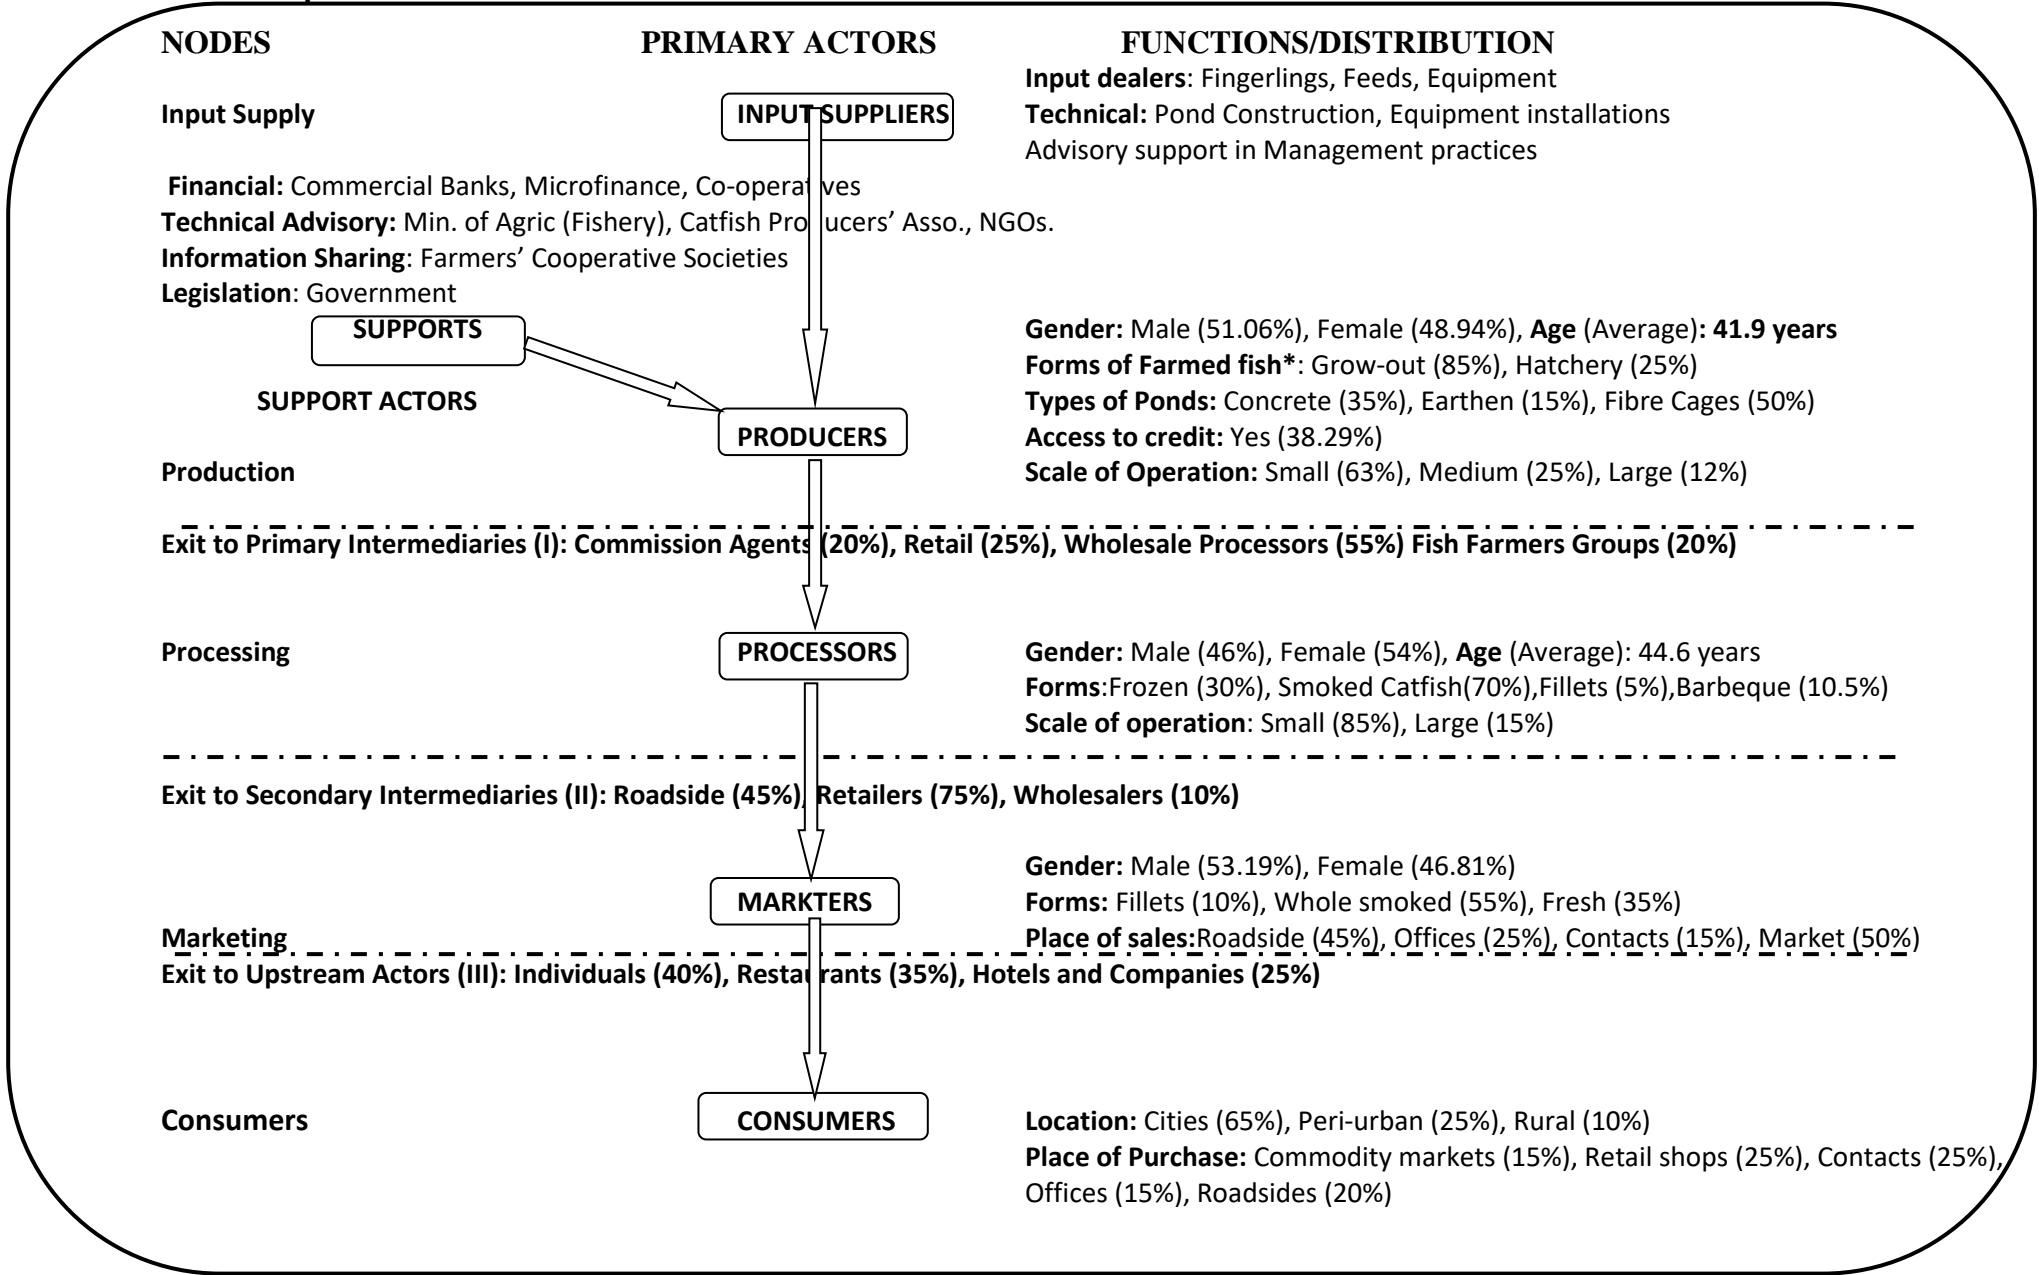 NODES PRIMARY ACTORS FUNCTIONS/DISTRIBUTION
Input dealers: Fingerlings, Feeds, Equipment
Input Supply INPUT SUPPLIERS Technical: Pond Construction, Equipment installations
Advisory support in Management practices
Financial: Commercial Banks, Microfinance, Co-operatives
Technical Advisory: Min. of Agric (Fishery), Catfish Producers’ Asso., NGOs.
Information Sharing: Farmers’ Cooperative Societies
Legislation: Government
SUPPORTS Gender: Male (51.06%), Female (48.94%), Age (Average): 41.9 years
Forms of Farmed fish*: Grow-out (85%), Hatchery (25%)
SUPPORT ACTORS Types of Ponds: Concrete (35%), Earthen (15%), Fibre Cages (50%)
PRODUCERS Access to credit: Yes (38.29%)
Production Scale of Operation: Small (63%), Medium (25%), Large (12%)
Exit to Primary Intermediaries (I): Commission Agents (20%), Retail (25%), Wholesale Processors (55%) Fish Farmers Groups (20%)
Processing PROCESSORS Gender: Male (46%), Female (54%), Age (Average): 44.6 years
Forms:Frozen (30%), Smoked Catfish(70%),Fillets (5%),Barbeque (10.5%)
Scale of operation: Small (85%), Large (15%)
Exit to Secondary Intermediaries (II): Roadside (45%), Retailers (75%), Wholesalers (10%)
Gender: Male (53.19%), Female (46.81%)
MARKTERS Forms: Fillets (10%), Whole smoked (55%), Fresh (35%)
Marketing Place of sales:Roadside (45%), Offices (25%), Contacts (15%), Market (50%)
Exit to Upstream Actors (III): Individuals (40%), Restaurants (35%), Hotels and Companies (25%)
Consumers CONSUMERS Location: Cities (65%), Peri-urban (25%), Rural (10%)
Place of Purchase: Commodity markets (15%), Retail shops (25%), Contacts (25%),
Offices (15%), Roadsides (20%)